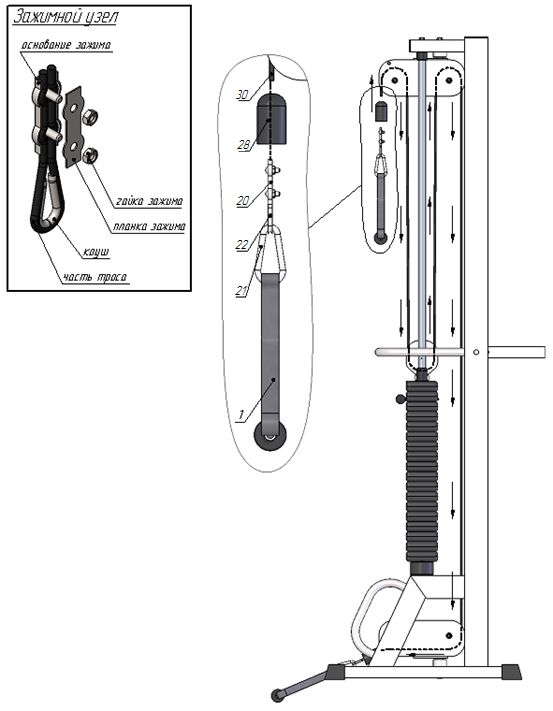 Зажимной узел
основание зажима
гайка зажима
планка зажима
коуш
часть троса
30
28
20
22
21
1